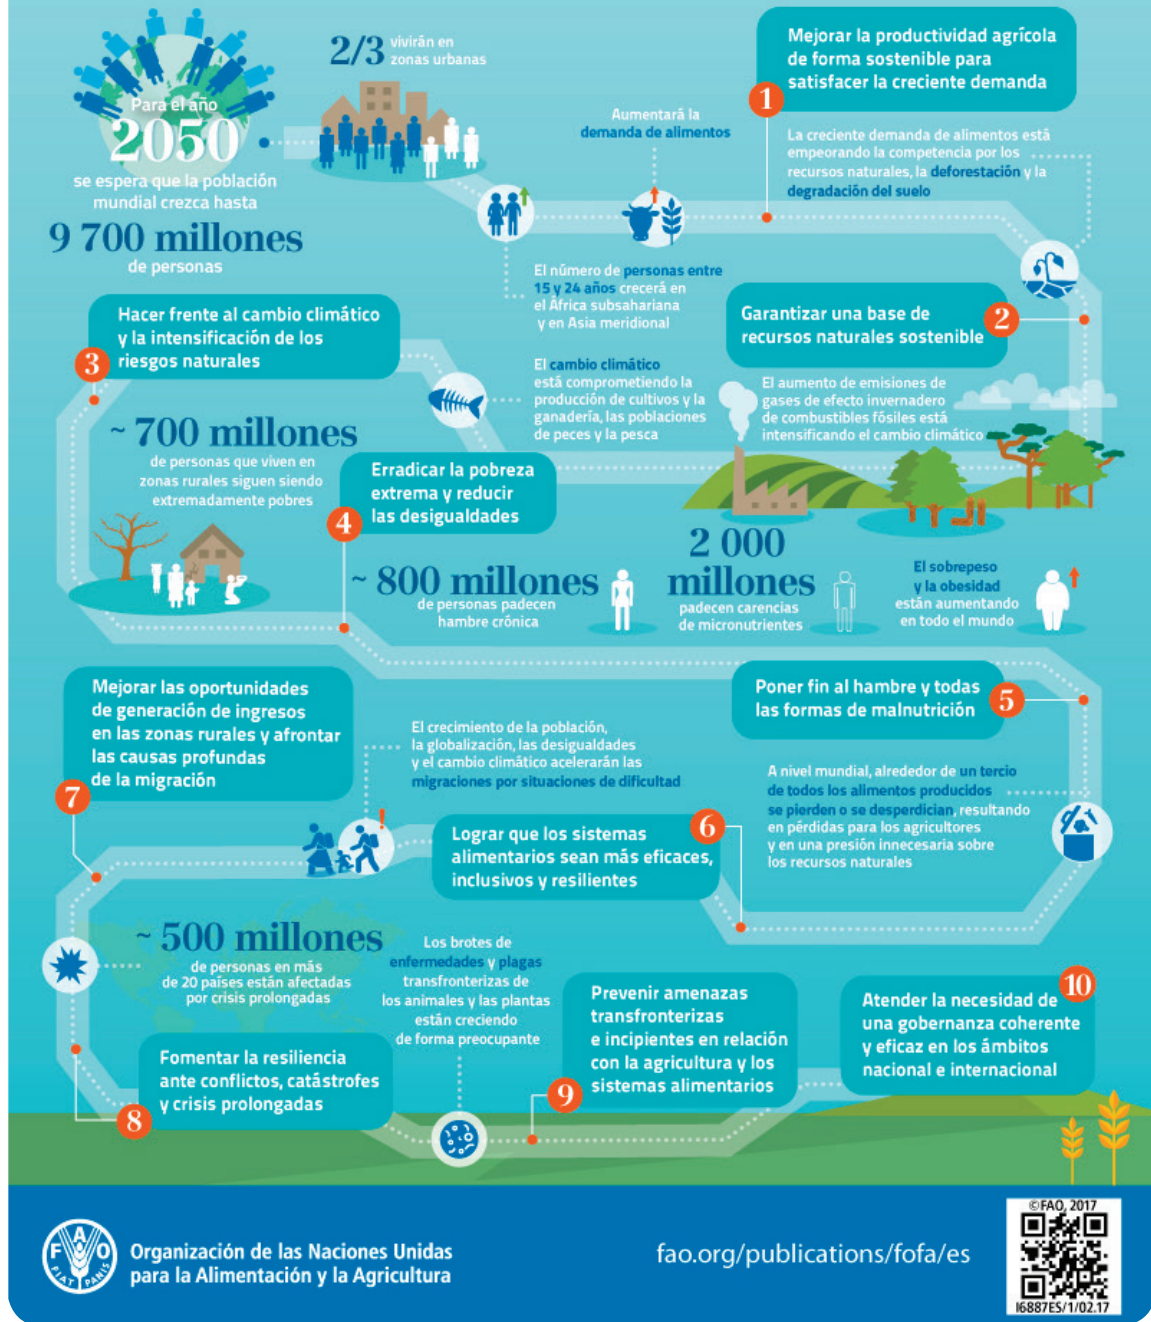 Para el año
2050
se espera que la población
mundial crezca hasta
9 700 millones
de personas
2/3 vivirán en
zonas urbanas
El número de personas entre
15 y 24 años crecerá en
el África subsahariana
y en Asia meridional
Aumentará la
demanda de alimentos
1
Mejorar la productividad agrícola
de forma sostenible para
satisfacer la creciente demanda
La creciente demanda de alimentos está
empeorando la competencia por los
recursos naturales, la deforestación y la
degradación del suelo
2
Garantizar una base de
recursos naturales sostenible
El aumento de emisiones de
gases de efecto invernadero
de combustibles fósiles está
intensificando el cambio climático
El cambio climático
está comprometiendo la
producción de cultivos y la
ganadería, las poblaciones
de peces y la pesca
3
Hacer frente al cambio climático
y la intensificación de los
riesgos naturales
~ 700 millones
de personas que viven en
zonas rurales siguen siendo
extremadamente pobres
4
Erradicar la pobreza
extrema y reducir
las desigualdades
~ 800 millones
de personas padecen
hambre crónica
2 000
millones
padecen carencias
de micronutrientes
El sobrepeso
y la obesidad
están aumentando
en todo el mundo
5
Poner fin al hambre y todas
las formas de malnutrición
A nivel mundial, alrededor de un tercio
de todos los alimentos producidos
se pierden o se desperdician, resultando
en pérdidas para los agricultores
y en una presión innecesaria sobre
los recursos naturales
6
Lograr que los sistemas
alimentarios sean más eficaces,
inclusivos y resilientes
El crecimiento de la población,
la globalización, las desigualdades
y el cambio climático acelerarán las
migraciones por situaciones de dificultad
!
7
Mejorar las oportunidades
de generación de ingresos
en las zonas rurales y afrontar
las causas profundas
de la migración
~ 500 millones
de personas en más
de 20 países están afectadas
por crisis prolongadas
8
Fomentar la resiliencia
ante conflictos, catástrofes
y crisis prolongadas
Los brotes de
enfermedades y plagas
transfronterizas de
los animales y las plantas
están creciendo
de forma preocupante
9
Prevenir amenazas
transfronterizas
e incipientes en relación
con la agricultura y los
sistemas alimentarios
10
Atender la necesidad de
una gobernanza coherente
y eficaz en los ámbitos
nacional e internacional
F A O
FIAT PANIS
Organización de las Naciones Unidas
para la Alimentación y la Agricultura
fao.org/publications/fofa/es
©FAO, 2017
I6887ES/1/02.17